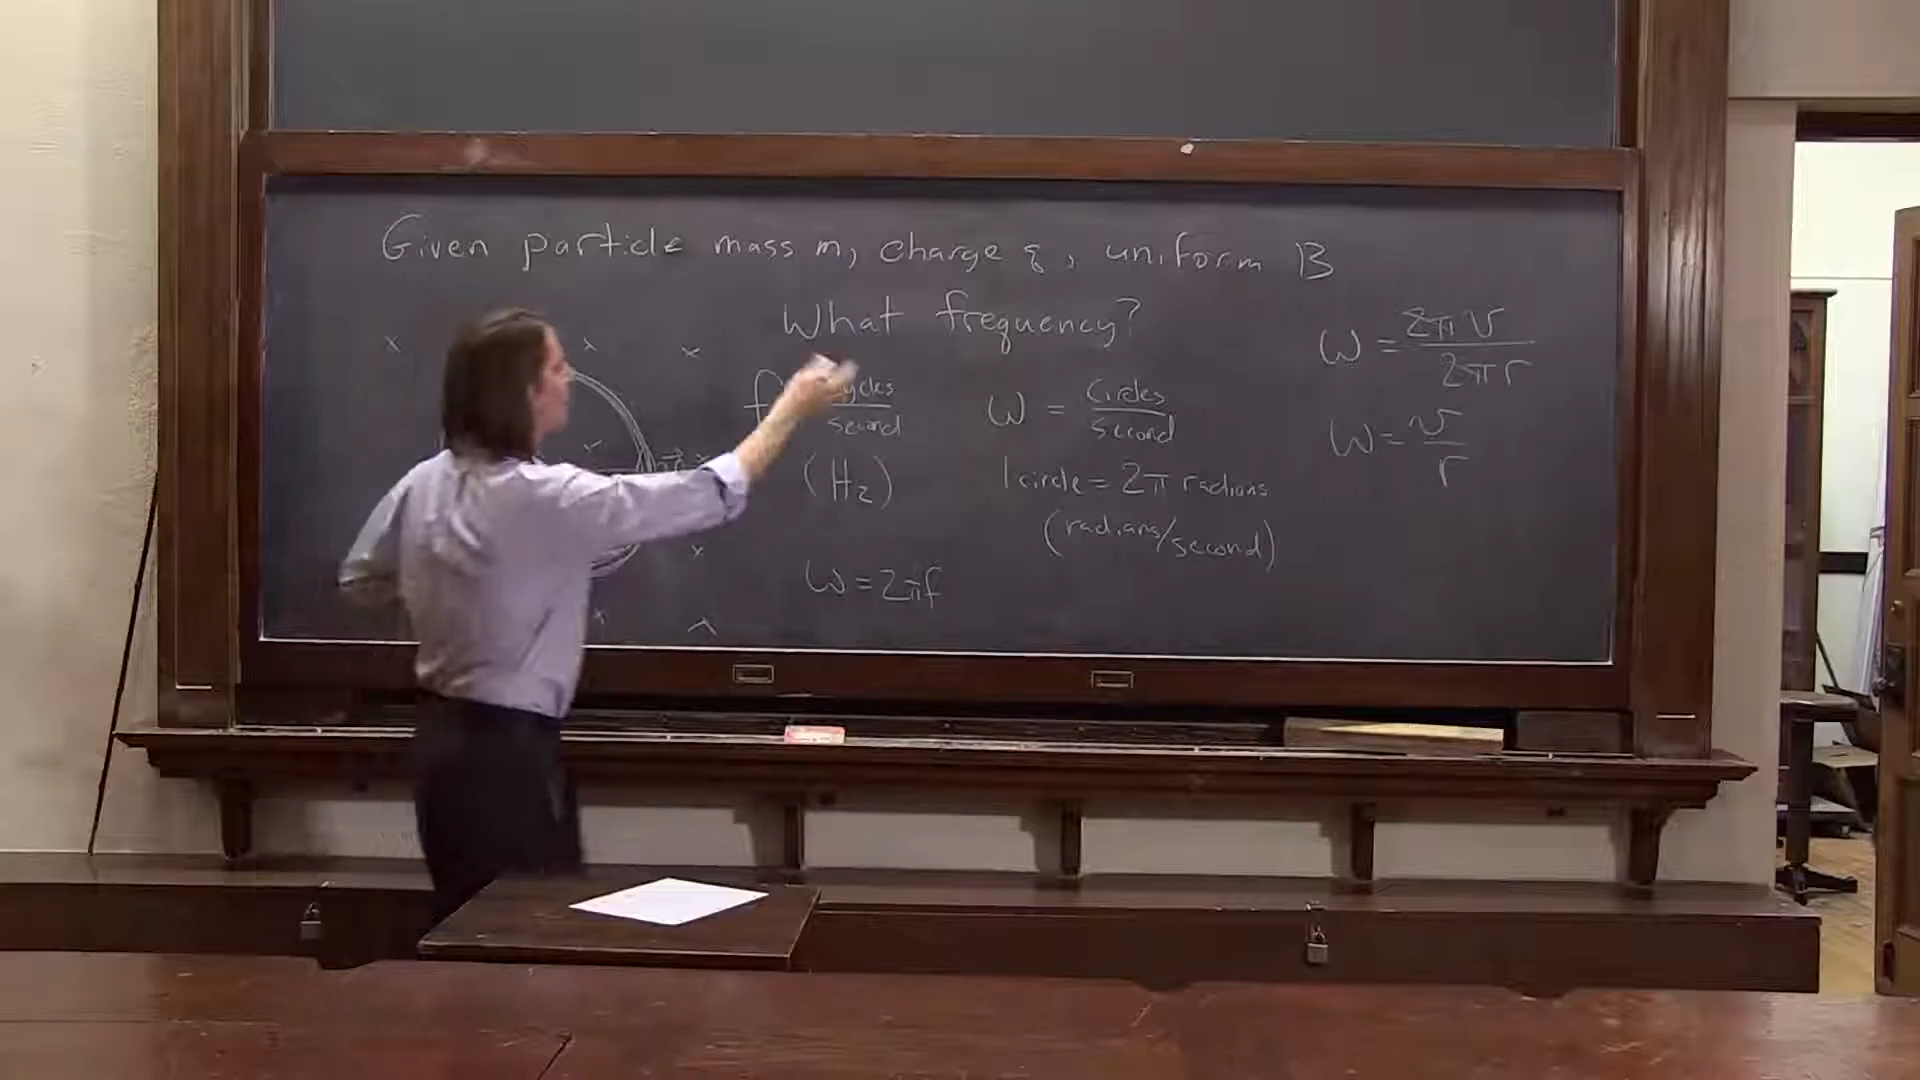 Given particle mass m, charge q, uniform B
What frequency?
cycles
second
(Hz)
ω = 2πf
ω = circles / second
1 circle = 2π radians
(radians/second)
ω = 2πv / 2πr
ω = v / r